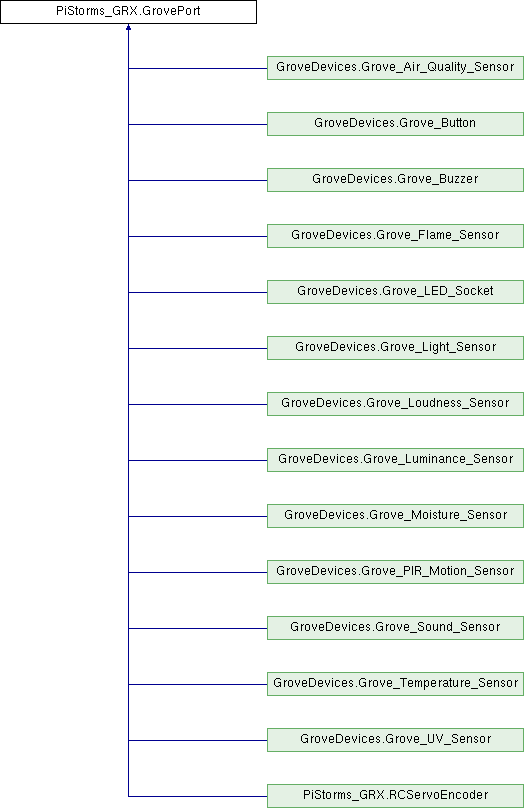 PiStorms_GRX.GrovePort
GroveDevices.Grove_Air_Quality_Sensor
GroveDevices.Grove_Button
GroveDevices.Grove_Buzzer
GroveDevices.Grove_Flame_Sensor
GroveDevices.Grove_LED_Socket
GroveDevices.Grove_Light_Sensor
GroveDevices.Grove_Loudness_Sensor
GroveDevices.Grove_Luminance_Sensor
GroveDevices.Grove_Moisture_Sensor
GroveDevices.Grove_PIR_Motion_Sensor
GroveDevices.Grove_Sound_Sensor
GroveDevices.Grove_Temperature_Sensor
GroveDevices.Grove_UV_Sensor
PiStorms_GRX.RCServoEncoder